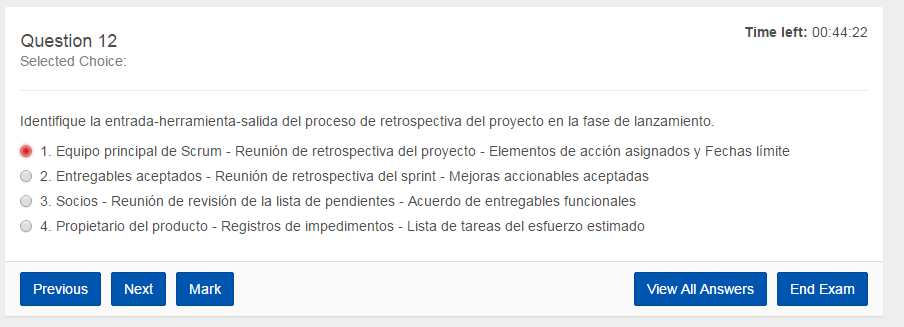 Question 12
Time left: 00:44:22
Selected Choice:
Identifique la entrada-herramienta-salida del proceso de retrospectiva del proyecto en la fase de lanzamiento.
1. Equipo principal de Scrum - Reunión de retrospectiva del proyecto - Elementos de acción asignados y Fechas límite
2. Entregables aceptados - Reunión de retrospectiva del sprint - Mejoras accionables aceptadas
3. Socios - Reunión de revisión de la lista de pendientes - Acuerdo de entregables funcionales
4. Propietario del producto - Registros de impedimentos - Lista de tareas del esfuerzo estimado
Previous Next Mark View All Answers End Exam